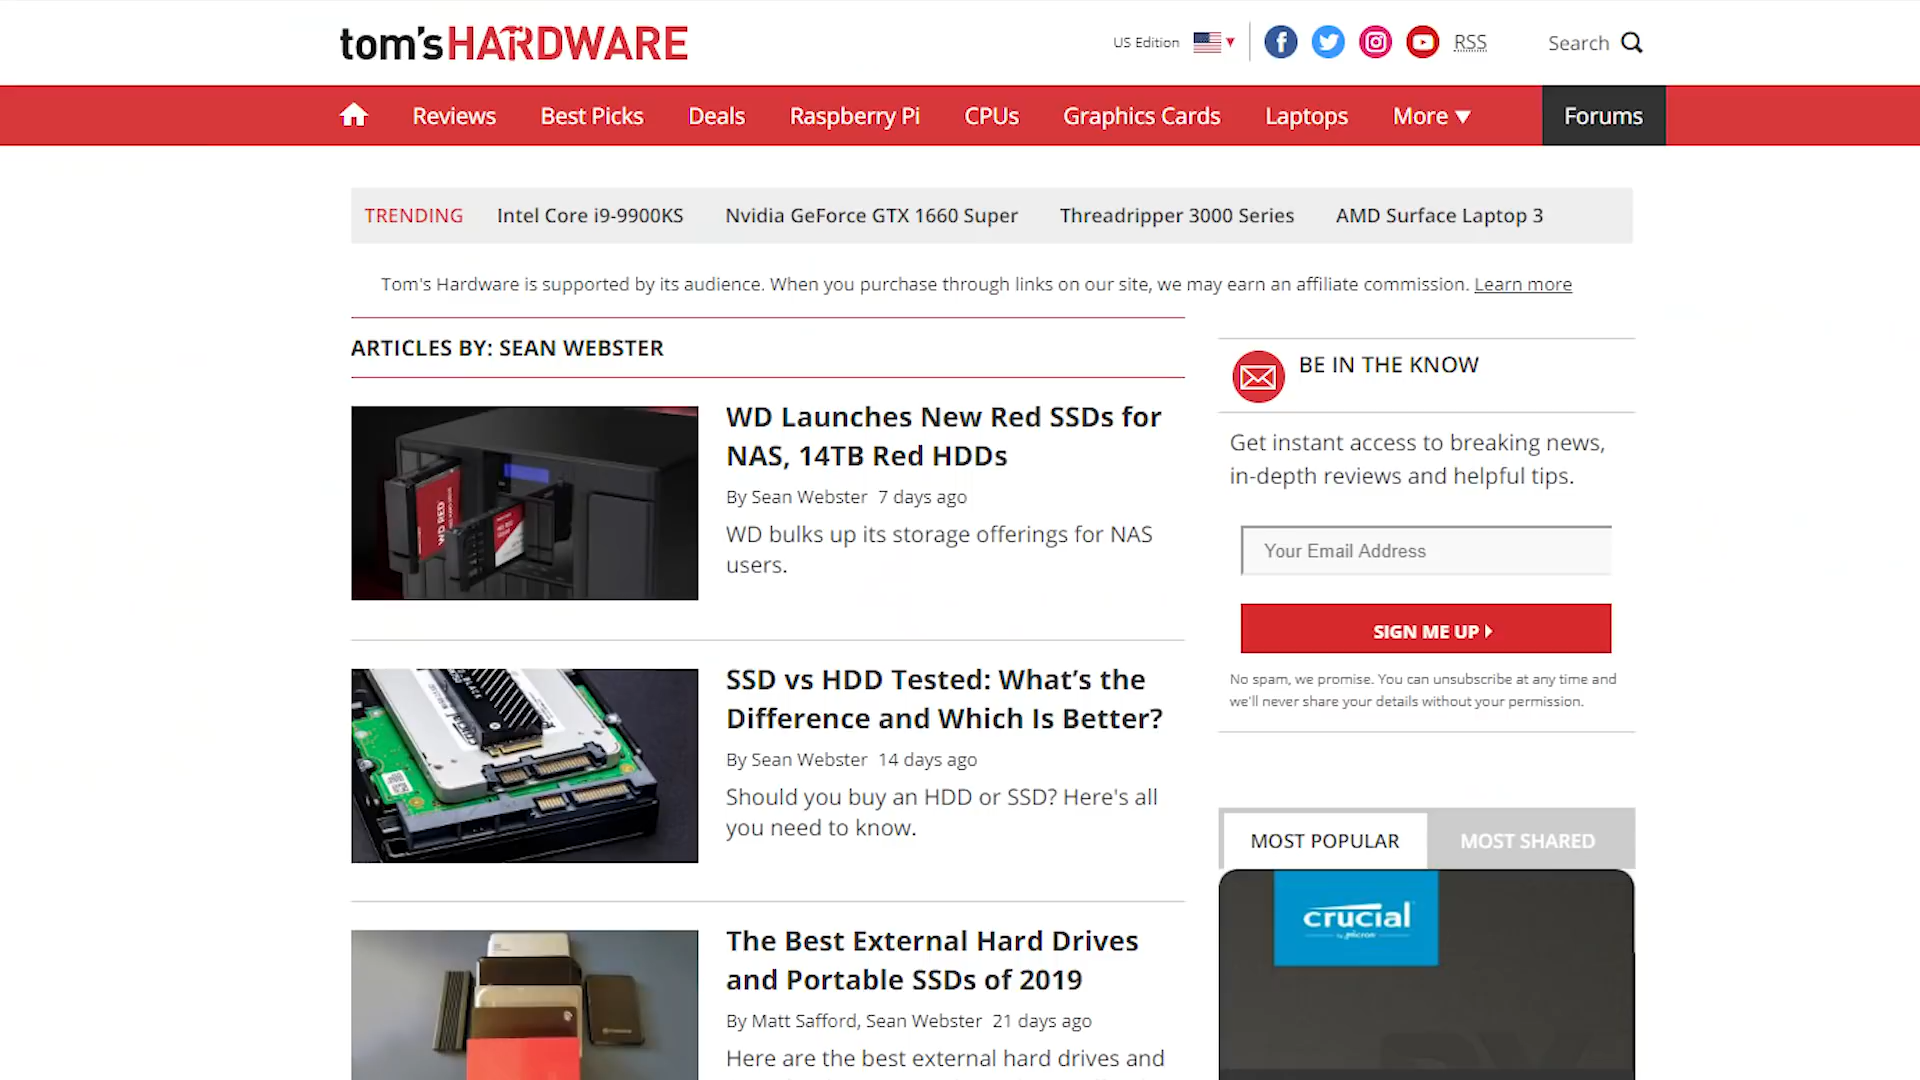 tom'sHARDWARE
US Edition
RSS
Search
Reviews
Best Picks
Deals
Raspberry Pi
CPUs
Graphics Cards
Laptops
More ▼
Forums
TRENDING
Intel Core i9-9900KS
Nvidia GeForce GTX 1660 Super
Threadripper 3000 Series
AMD Surface Laptop 3
Tom's Hardware is supported by its audience. When you purchase through links on our site, we may earn an affiliate commission. Learn more
ARTICLES BY: SEAN WEBSTER
WD RED
WD Launches New Red SSDs for
NAS, 14TB Red HDDs
By Sean Webster 7 days ago
WD bulks up its storage offerings for NAS
users.
SSD vs HDD Tested: What’s the
Difference and Which Is Better?
By Sean Webster 14 days ago
Should you buy an HDD or SSD? Here's all
you need to know.
The Best External Hard Drives
and Portable SSDs of 2019
By Matt Safford, Sean Webster 21 days ago
Here are the best external hard drives and
BE IN THE KNOW
Get instant access to breaking news,
in-depth reviews and helpful tips.
Your Email Address
SIGN ME UP
No spam, we promise. You can unsubscribe at any time and
we'll never share your details without your permission.
MOST POPULAR
MOST SHARED
crucial
by micron